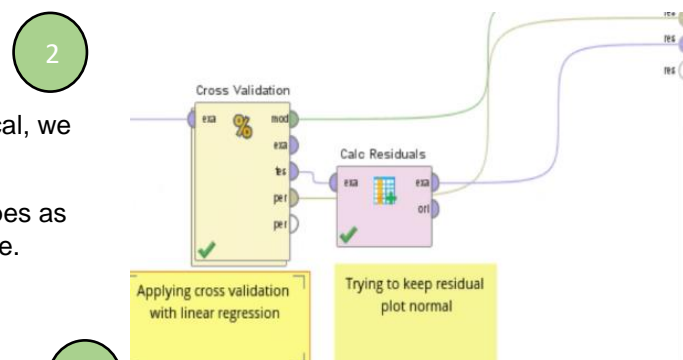 2
cal, we
oes as
e.
Cross Validation
exa
mod
exa
tes
per
per
Calc Residuals
exa
exa
ori
res
res
res
Applying cross validation
with linear regression
Trying to keep residual
plot normal